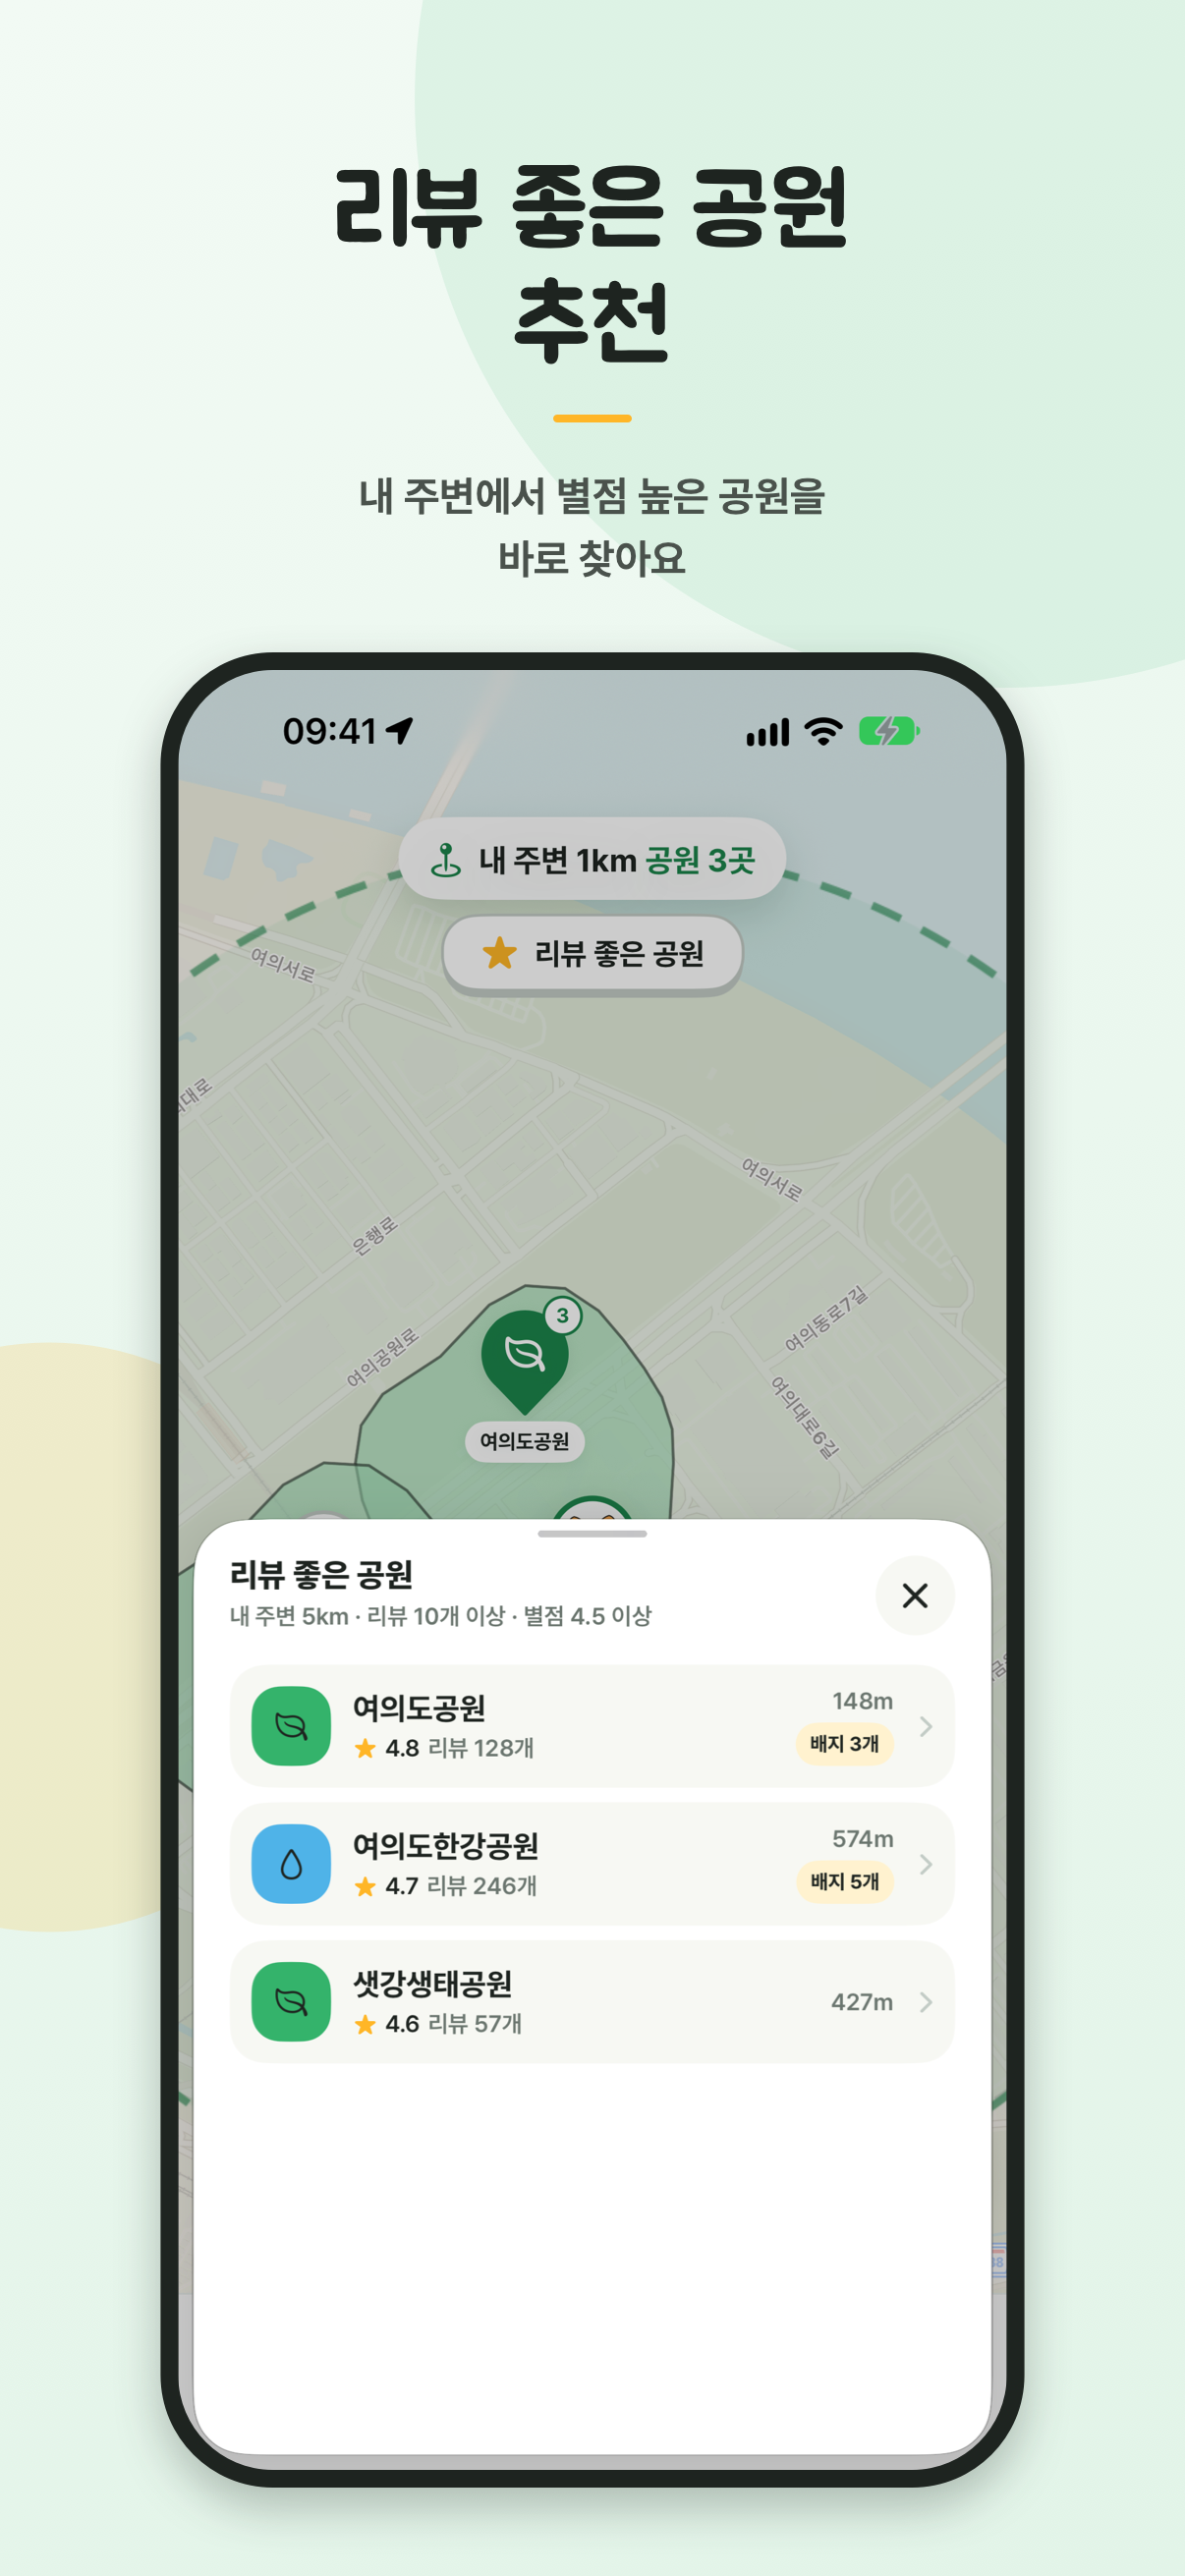 리뷰 좋은 공원
추천
내 주변에서 별점 높은 공원을
바로 찾아요
09:41
내 주변 1km 공원 3곳
리뷰 좋은 공원
여의서로
여의서로
은행로
여의동로7길
3
여의공원로
여의대로6길
여의도공원
리뷰 좋은 공원
내 주변 5km · 리뷰 10개 이상 · 별점 4.5 이상
여의도공원
148m
4.8 리뷰 128개
배지 3개
여의도한강공원
574m
4.7 리뷰 246개
배지 5개
샛강생태공원
427m
4.6 리뷰 57개